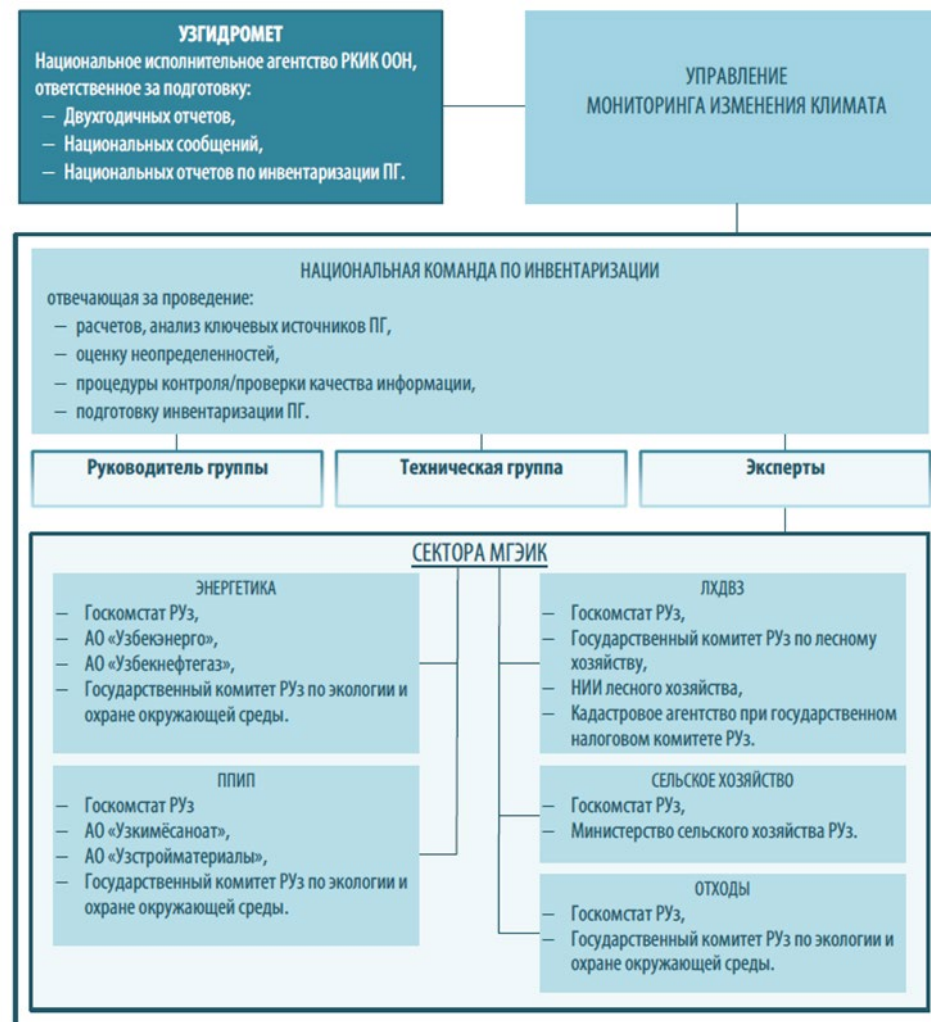 УЗГИДРОМЕТ
Национальное исполнительное агентство РКИК ООН,
ответственное за подготовку:
– Двухгодичных отчетов,
– Национальных сообщений,
– Национальных отчетов по инвентаризации ПГ.
УПРАВЛЕНИЕ
МОНИТОРИНГА ИЗМЕНЕНИЯ КЛИМАТА
НАЦИОНАЛЬНАЯ КОМАНДА ПО ИНВЕНТАРИЗАЦИИ
отвечающая за проведение:
– расчетов, анализ ключевых источников ПГ,
– оценку неопределенностей,
– процедуры контроля/проверки качества информации,
– подготовку инвентаризации ПГ.
Руководитель группы
Техническая группа
Эксперты
СЕКТОРА МГЭИК
ЭНЕРГЕТИКА
– Госкомстат РУз,
– АО «Узбекэнерго»,
– АО «Узбекнефтегаз»,
– Государственный комитет РУз по экологии и
охране окружающей среды.
ППИП
– Госкомстат РУз
– АО «Узкимёсаноат»,
– АО «Узстройматериалы»,
– Государственный комитет РУз по экологии и
охране окружающей среды.
ЛХДВЗ
– Госкомстат РУз,
– Государственный комитет РУз по лесному
хозяйству,
– НИИ лесного хозяйства,
– Кадастровое агентство при государственном
налоговом комитете РУз.
СЕЛЬСКОЕ ХОЗЯЙСТВО
– Госкомстат РУз,
– Министерство сельского хозяйства РУз.
ОТХОДЫ
– Госкомстат РУз,
– Государственный комитет РУз по экологии и
охране окружающей среды.